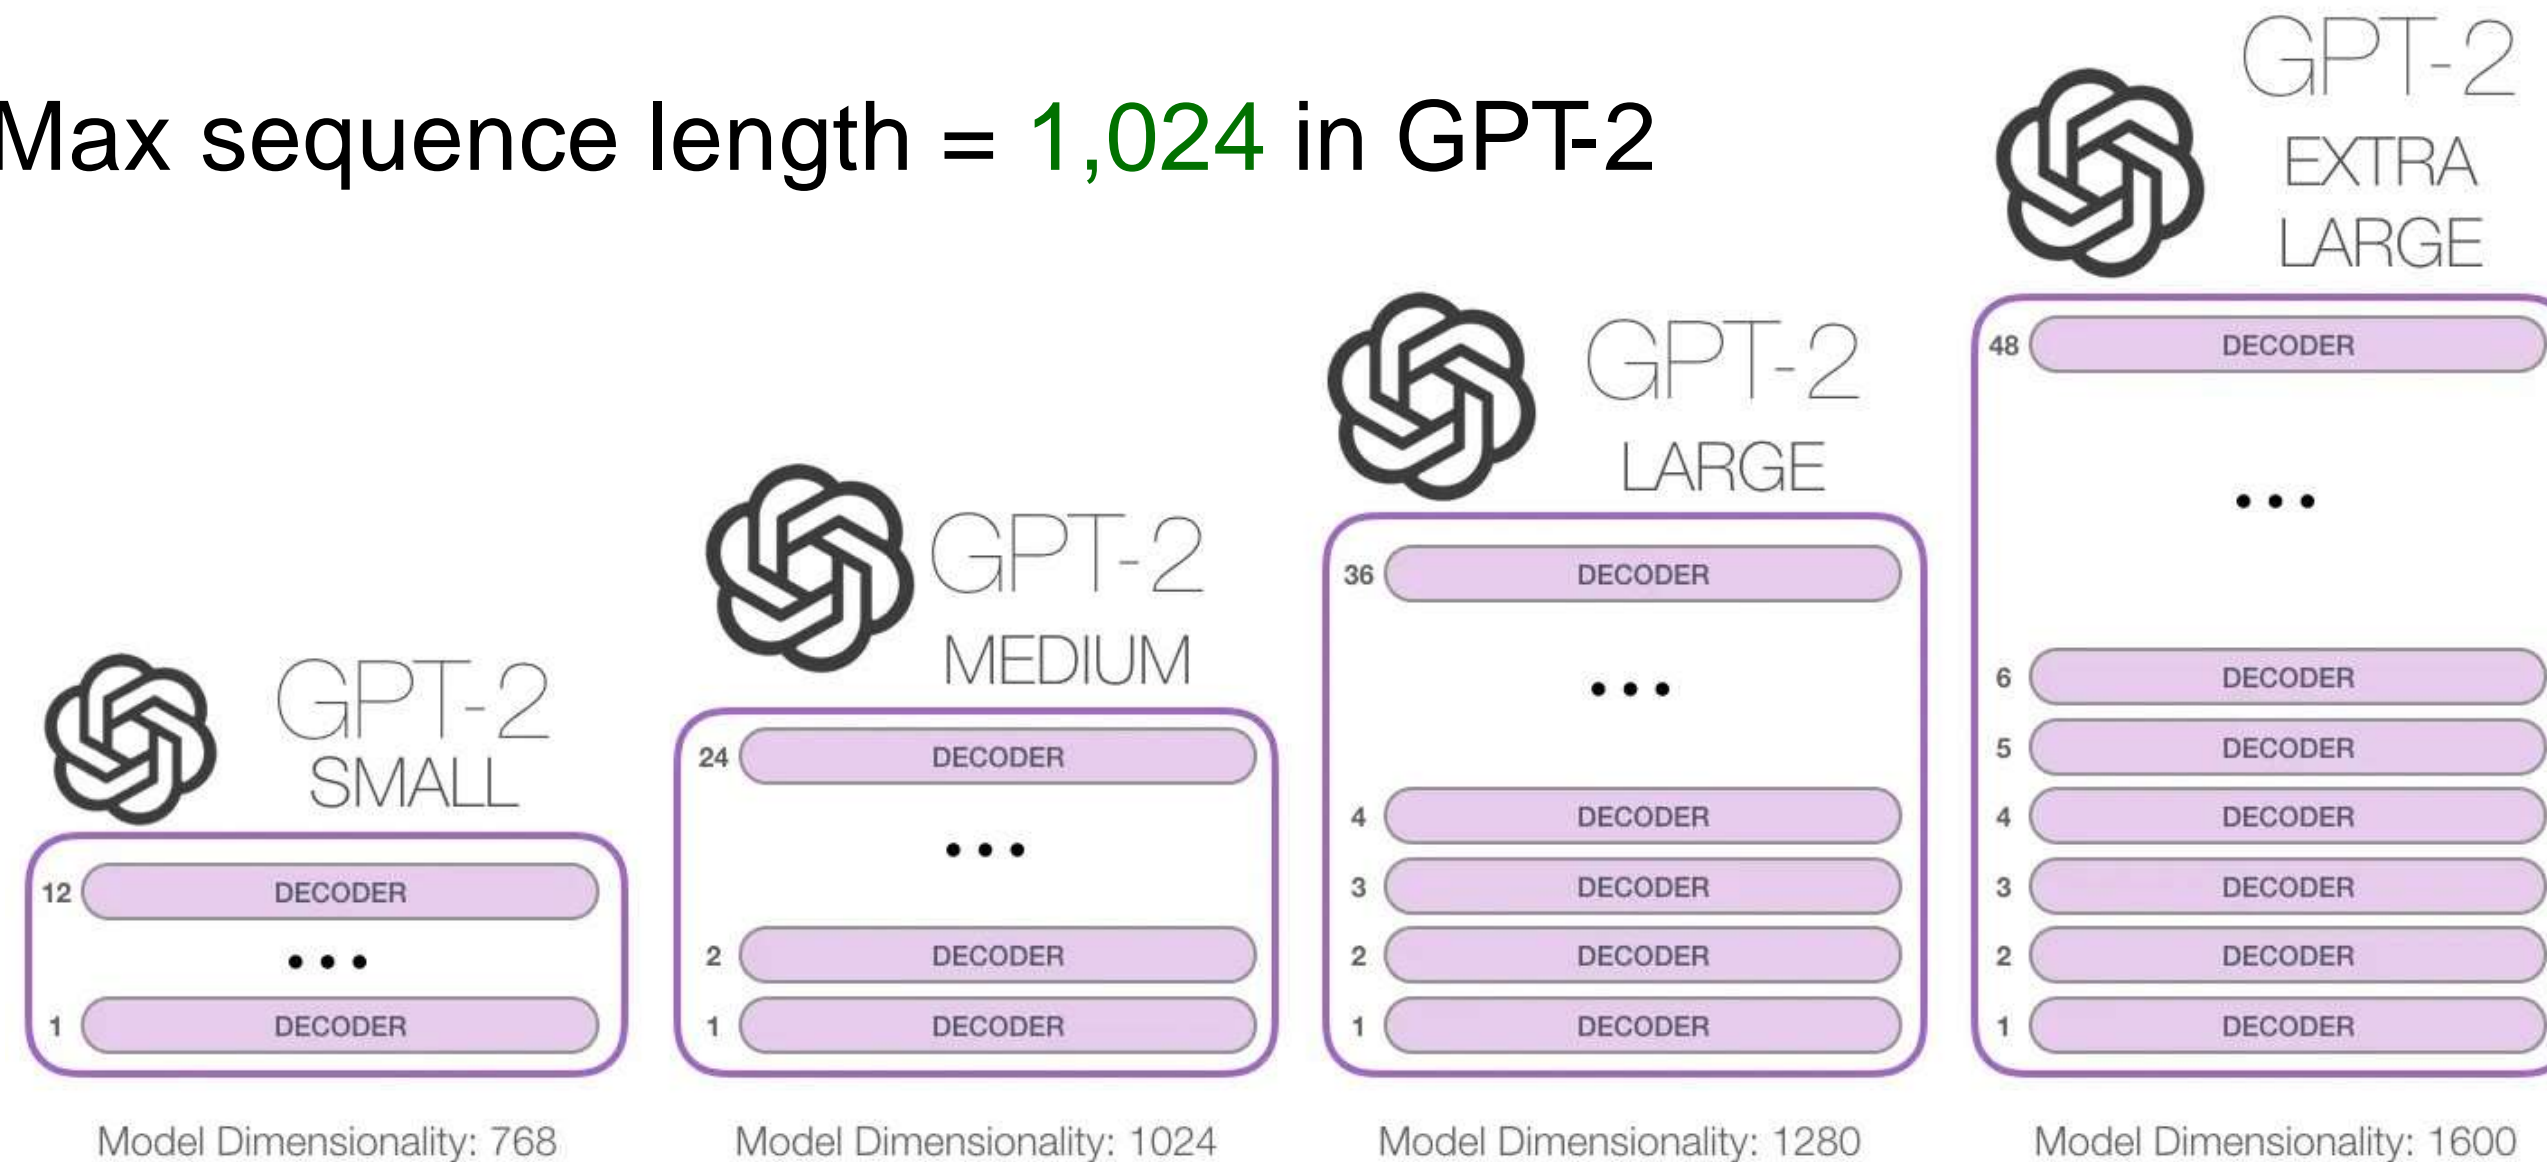 Max sequence length = 1,024 in GPT-2
GPT-2
SMALL
12 DECODER
...
1 DECODER
Model Dimensionality: 768
GPT-2
MEDIUM
24 DECODER
...
2 DECODER
1 DECODER
Model Dimensionality: 1024
GPT-2
LARGE
36 DECODER
...
4 DECODER
3 DECODER
2 DECODER
1 DECODER
Model Dimensionality: 1280
GPT-2
EXTRA
LARGE
48 DECODER
...
6 DECODER
5 DECODER
4 DECODER
3 DECODER
2 DECODER
1 DECODER
Model Dimensionality: 1600